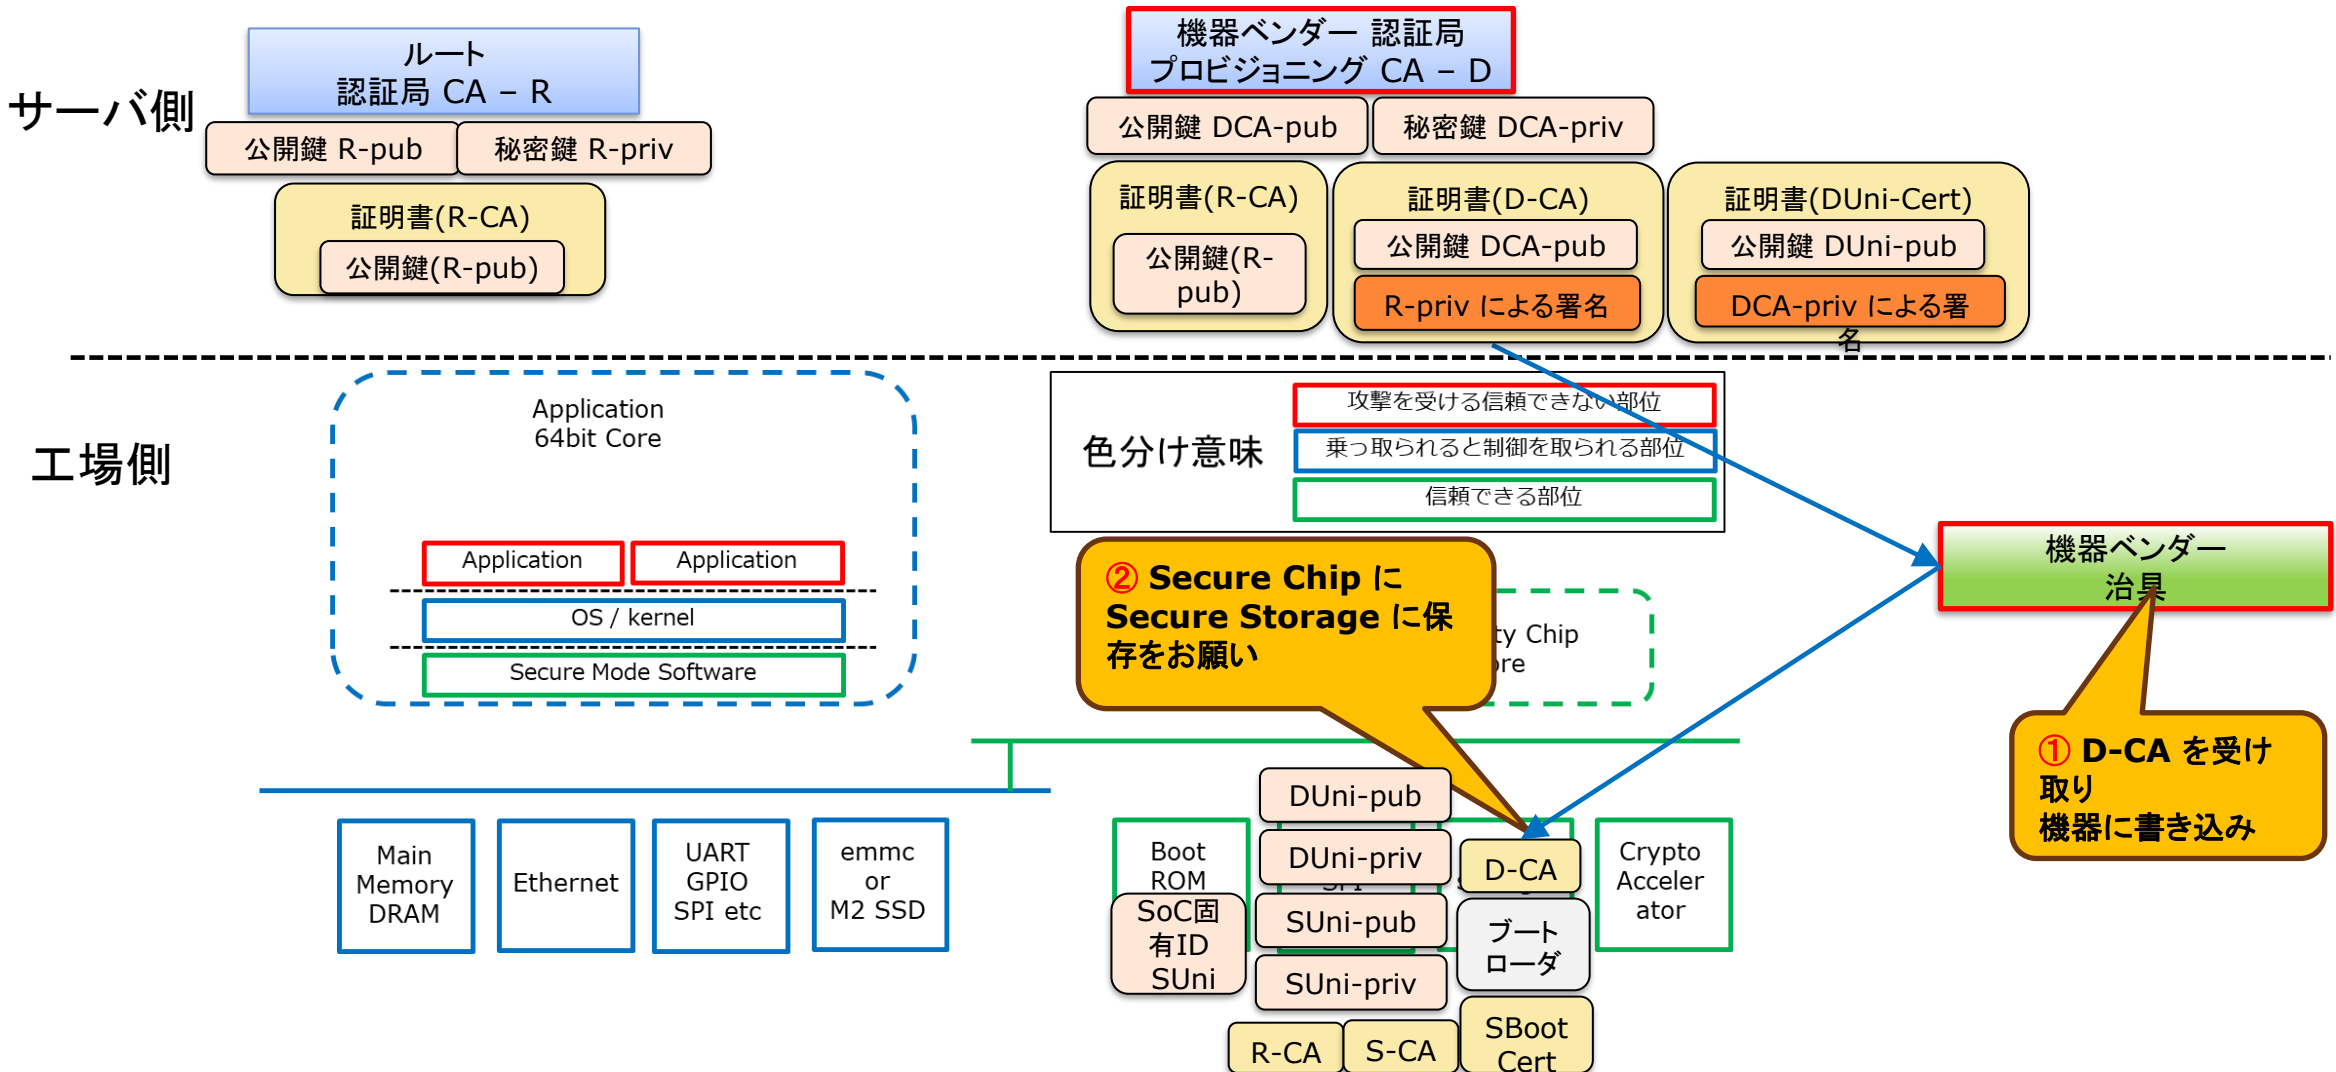 サーバ側
ルート
認証局 CA – R
公開鍵 R-pub
秘密鍵 R-priv
証明書(R-CA)
公開鍵(R-pub)
機器ベンダー 認証局
プロビジョニング CA – D
公開鍵 DCA-pub
秘密鍵 DCA-priv
証明書(R-CA)
公開鍵(R-
pub)
証明書(D-CA)
公開鍵 DCA-pub
R-priv による署名
証明書(DUni-Cert)
公開鍵 DUni-pub
DCA-priv による署
名
工場側
Application
64bit Core
Application
Application
OS / kernel
Secure Mode Software
色分け意味
攻撃を受ける信頼できない部位
乗っ取られると制御を取られる部位
信頼できる部位
② Secure Chip に
Secure Storage に保
存をお願い
ty Chip
re
機器ベンダー
治具
① D-CA を受け
取り
機器に書き込み
Main
Memory
DRAM
Ethernet
UART
GPIO
SPI etc
emmc
or
M2 SSD
Boot
ROM
SoC固
有ID
SUni
DUni-pub
DUni-priv
SUni-pub
SUni-priv
D-CA
ブート
ローダ
SBoot
Cert
R-CA
S-CA
Crypto
Acceler
ator